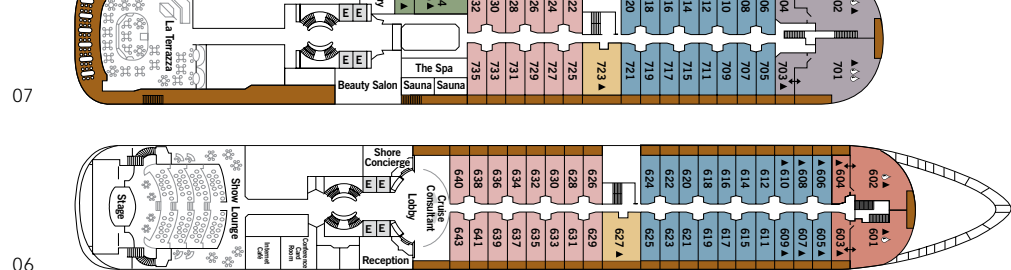 La Terrazza
E E
E E
Beauty Salon
The Spa
Sauna Sauna
32 30 28 26 24 22
20 18 16 14 12 10 08 06 04 02
735 733 731 729 727 725 723 721 719 717 715 711 709 707 705 703 701
07
Stage
Show Lounge
Shore
Concierge
E E
E E
Lobby
Reception
Cruise
Consultant
Internet
Café
Conference
Card
Room
640 638 636 634 632 630 628 626 624 622 620 618 616 614 612 610 608 606 604 602
643 641 639 637 635 633 631 629 627 625 623 621 619 617 615 611 609 607 605 603 601
06